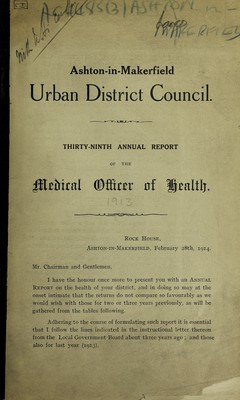 Ashton-in-Makerfield
Urban District Council.
THIRTY-NINTH ANNUAL REPORT
OF THE
Medical Officer of Health.
1913
ROCK HOUSE,
ASHTON-IN-MAKERFIELD, February 28th, 1914.
Mr. Chairman and Gentlemen,
I have the honour once more to present you with an ANNUAL
REPORT on the health of your district, and in doing so may at the
onset intimate that the returns do not compare so favourably as we
would wish with those for two or three years previously, as will be
gathered from the tables following.
Adhering to the course of formulating such report it is essential
that I follow the lines indicated in the instructional letter thereon
from the Local Government Board about three years ago; and those
also for last year (1913).